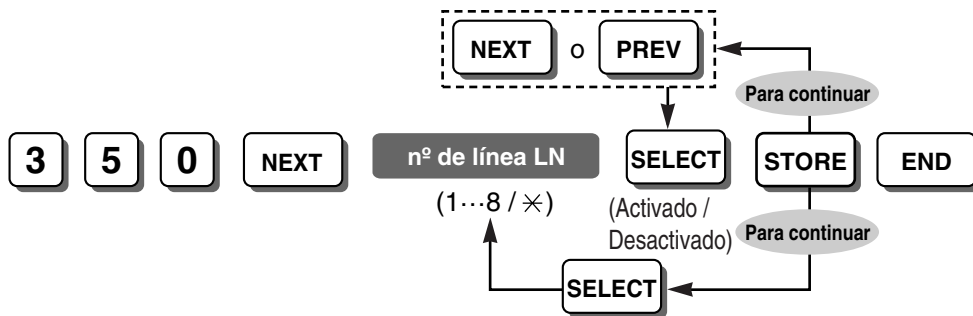 NEXT o PREV
Para continuar
3 5 0 NEXT nº de línea LN SELECT STORE END
(1···8 / ✳) (Activado /
Desactivado)
Para continuar
SELECT